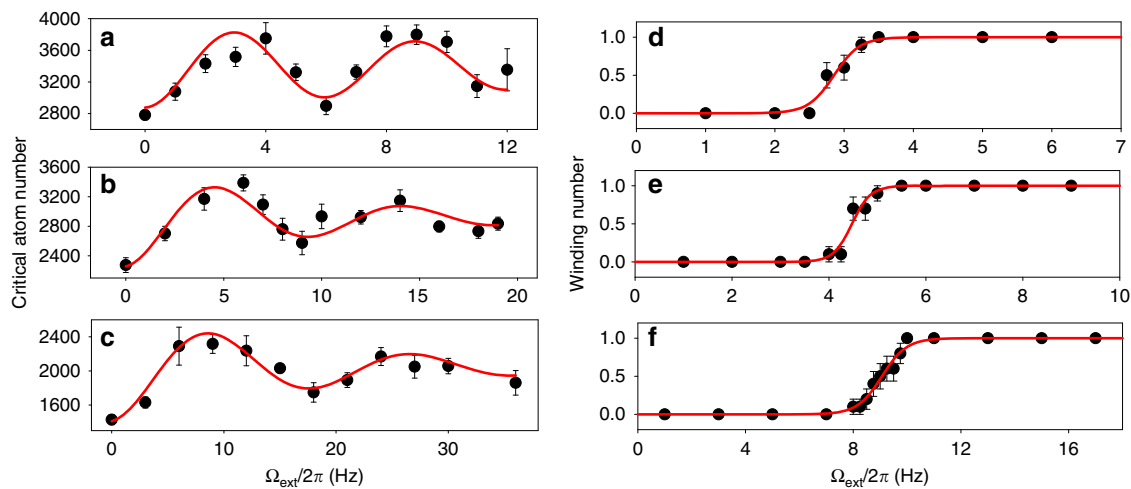 a
4000
3600
3200
2800
0 4 8 12
b
3600
3200
2800
2400
0 5 10 15 20
c
2400
2000
1600
0 10 20 30
Critical atom number
Ω_ext/2π (Hz)
d
1.0
0.5
0.0
0 1 2 3 4 5 6 7
e
1.0
0.5
0.0
0 2 4 6 8 10
f
1.0
0.5
0.0
0 4 8 12 16
Winding number
Ω_ext/2π (Hz)